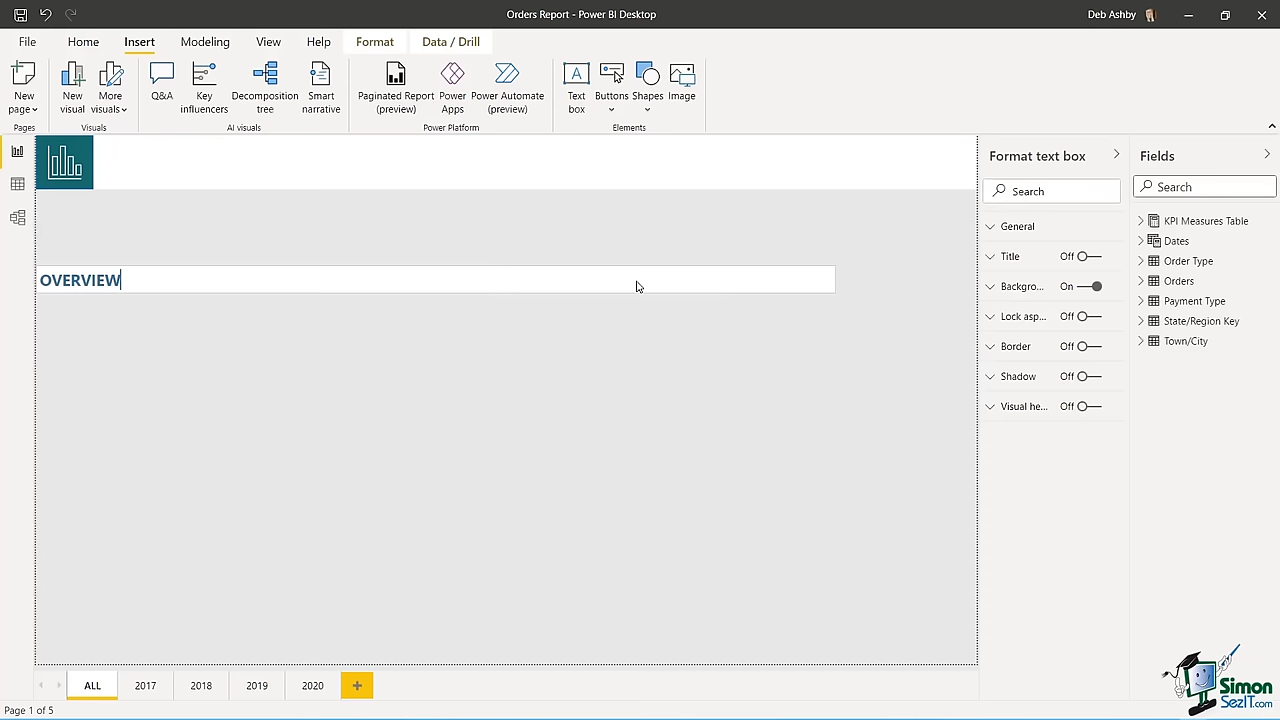 Orders Report - Power BI Desktop
Deb Ashby
File Home Insert Modeling View Help Format Data / Drill
New page
New visual
More visuals
Q&A
Key influencers
Decomposition tree
Smart narrative
Paginated Report (preview)
Power Apps
Power Automate (preview)
Text box
Buttons
Shapes
Image
Pages
Visuals
AI visuals
Power Platform
Elements
OVERVIEW
Format text box
Search
General
Title Off
Backgro... On
Lock asp... Off
Border Off
Shadow Off
Visual he... Off
Fields
Search
KPI Measures Table
Dates
Order Type
Orders
Payment Type
State/Region Key
Town/City
ALL 2017 2018 2019 2020
Page 1 of 5
Simon
SezIT.com